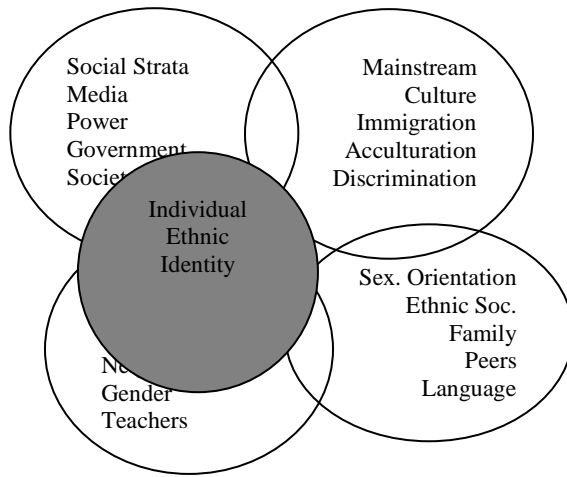 Social Strata
Media
Power
Government
Mainstream
Culture
Immigration
Acculturation
Discrimination
Individual
Ethnic
Identity
Sex. Orientation
Ethnic Soc.
Family
Peers
Language
Gender
Teachers